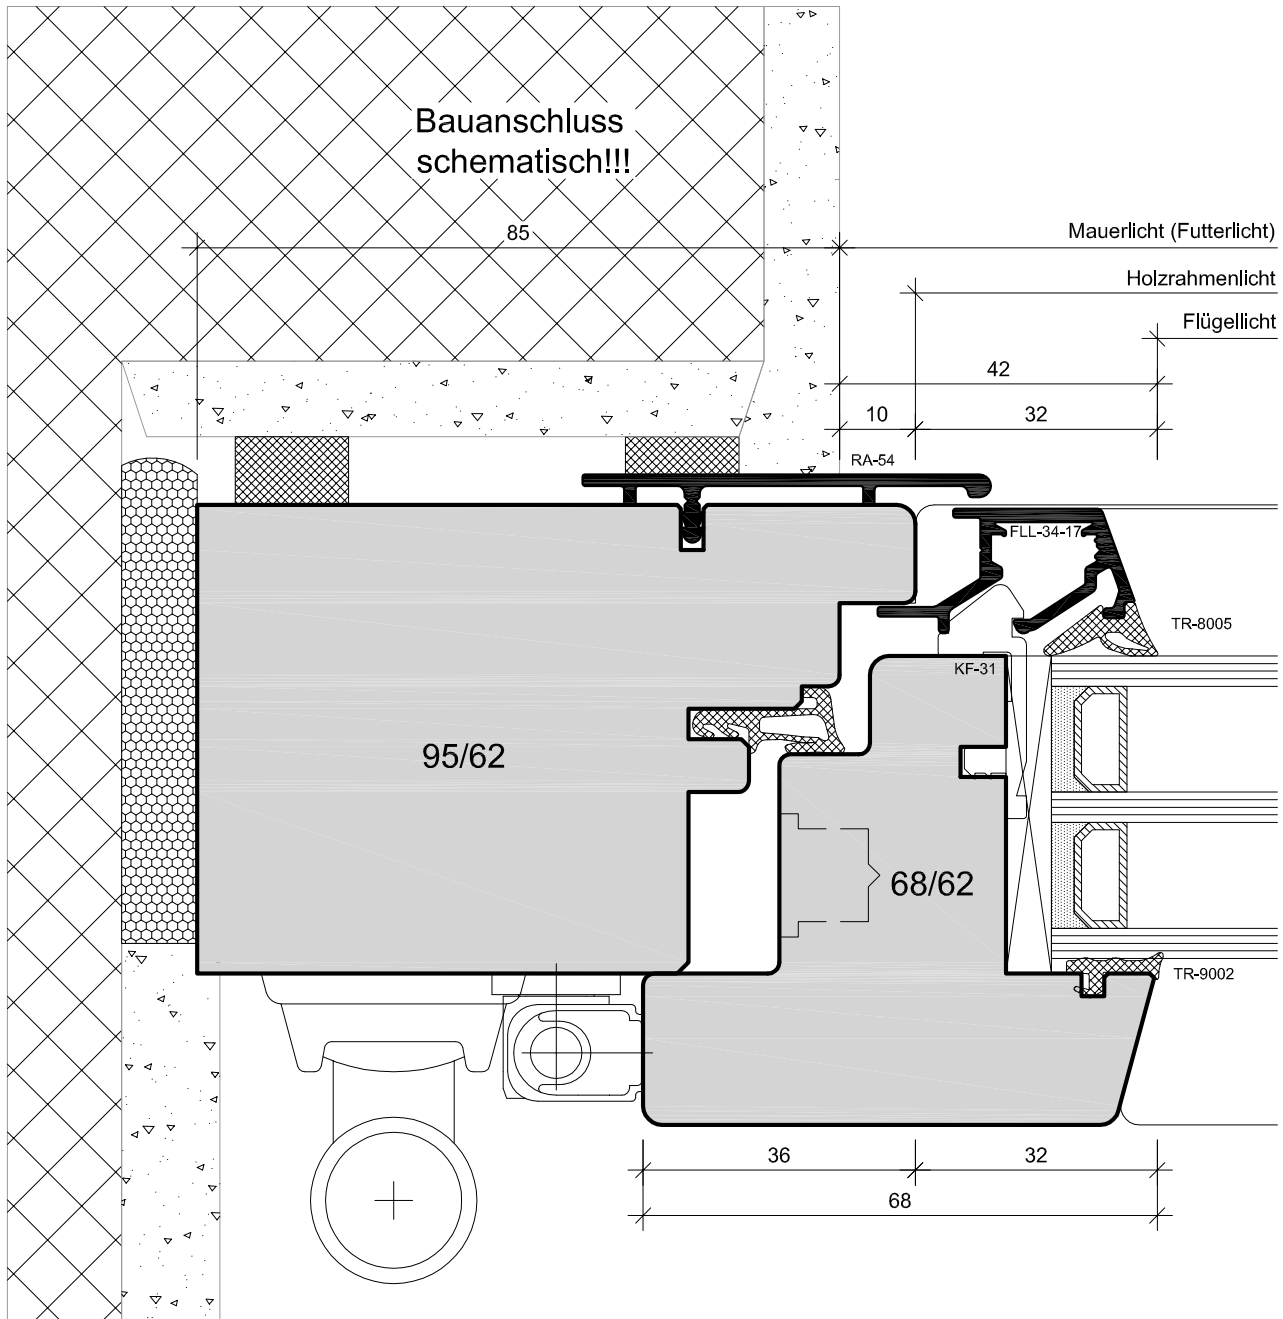 Bauanschluss
schematisch!!!
85
Mauerlicht (Futterlicht)
Holzrahmenlicht
Flügellicht
42
10
32
RA-54
FLL-34-17
TR-8005
KF-31
95/62
68/62
TR-9002
36
32
68